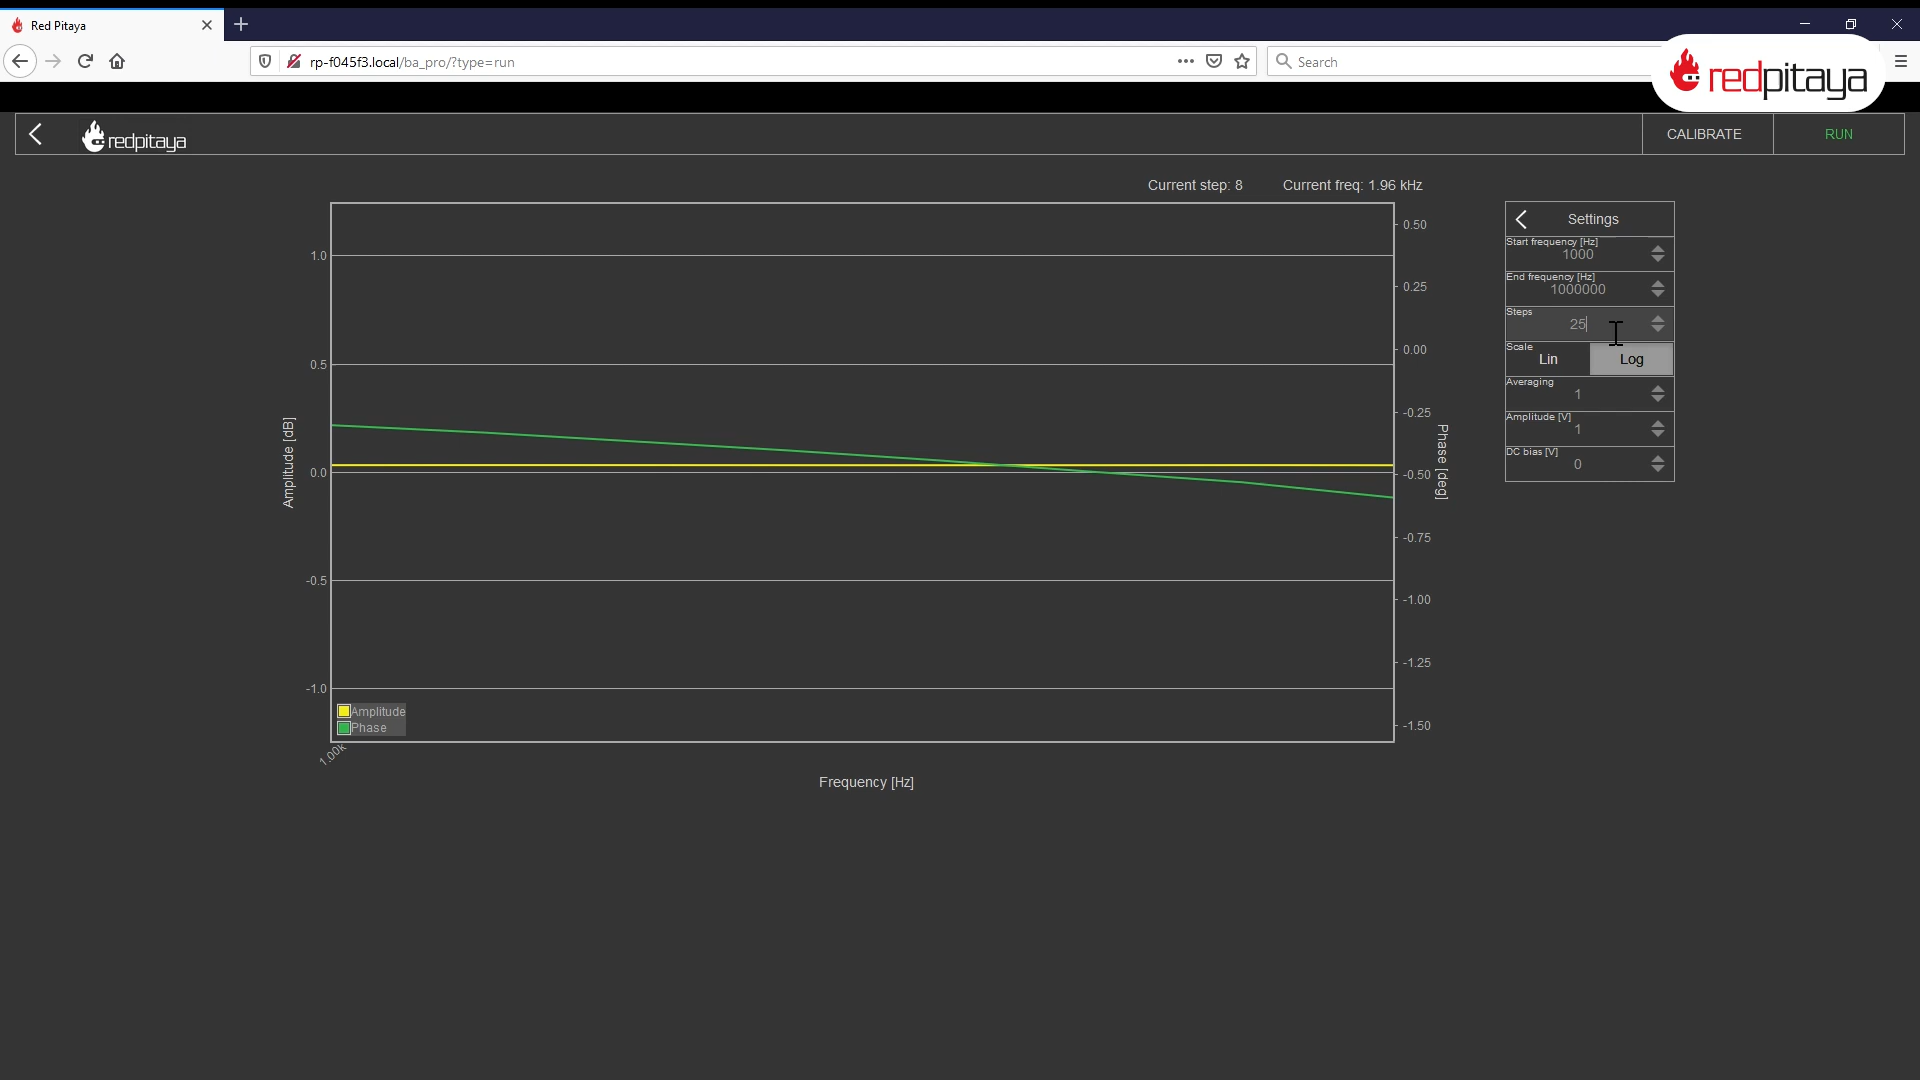 Red Pitaya
rp-f045f3.local/ba_pro/?type=run
Search
redpitaya
redpitaya
CALIBRATE
RUN
Current step: 8
Current freq: 1.96 kHz
Settings
Start frequency [Hz]
1000
End frequency [Hz]
1000000
Steps
25
Scale
Lin
Log
Averaging
1
Amplitude [V]
1
DC bias [V]
0
Amplitude [dB]
1.0
0.5
0.0
-0.5
-1.0
0.50
0.25
0.00
-0.25
-0.50
-0.75
-1.00
-1.25
-1.50
Phase [deg]
Amplitude
Phase
1.00k
Frequency [Hz]